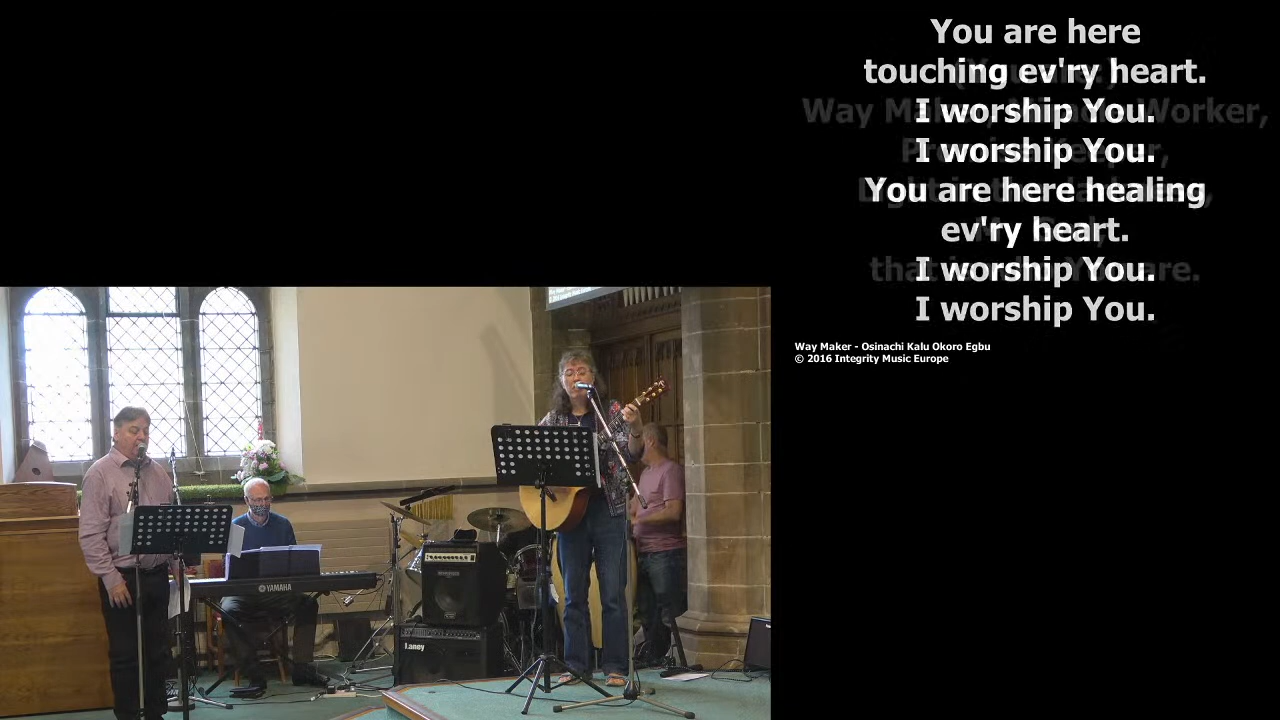 You are here
touching ev'ry heart.
I worship You.
I worship You.
You are here healing
ev'ry heart.
I worship You.
I worship You.
Way Maker - Osinachi Kalu Okoro Egbu
© 2016 Integrity Music Europe
YAMAHA
Laney